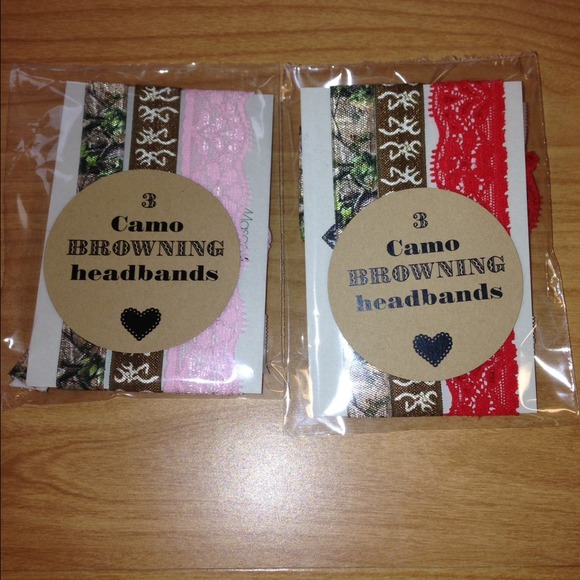 3
Camo
BROWNING
headbands
3
Camo
BROWNING
headbands